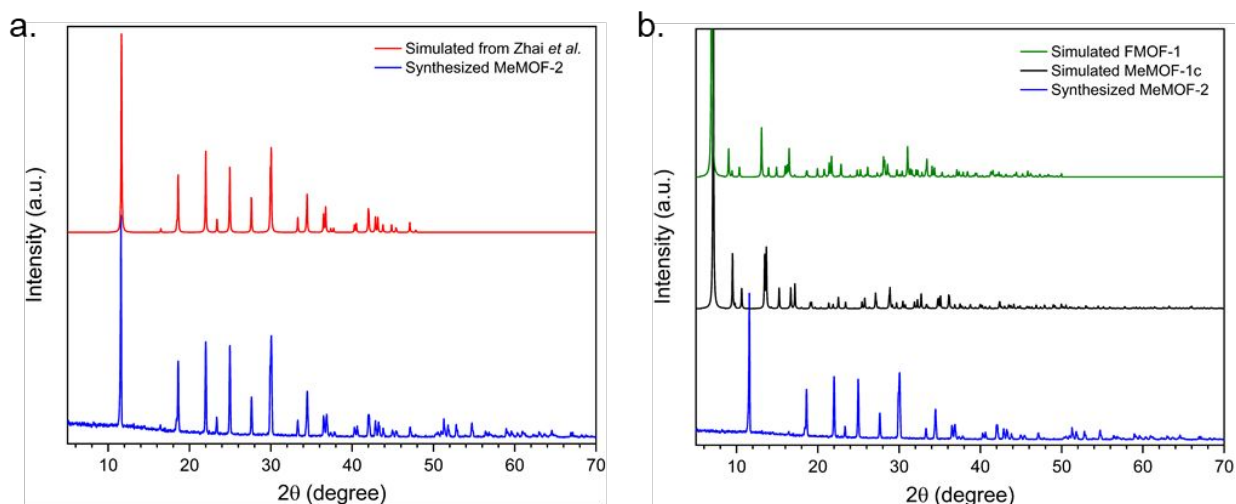 a.
Intensity (a.u.)
Simulated from Zhai et al.
Synthesized MeMOF-2
10 20 30 40 50 60 70
2θ (degree)
b.
Intensity (a.u.)
Simulated FMOF-1
Simulated MeMOF-1c
Synthesized MeMOF-2
10 20 30 40 50 60 70
2θ (degree)